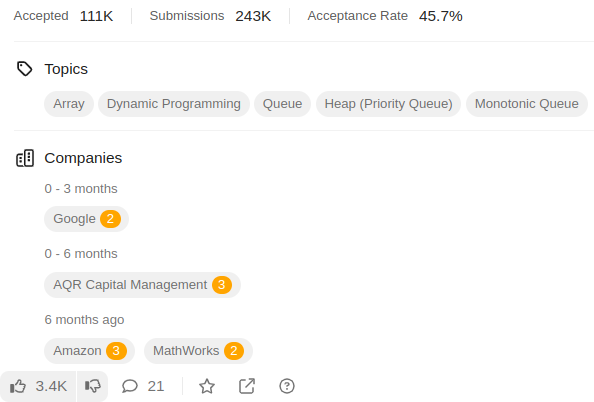 Accepted 111K Submissions 243K Acceptance Rate 45.7%
Topics
Array Dynamic Programming Queue Heap (Priority Queue) Monotonic Queue
Companies
0 - 3 months
Google 2
0 - 6 months
AQR Capital Management 3
6 months ago
Amazon 3 MathWorks 2
3.4K 21